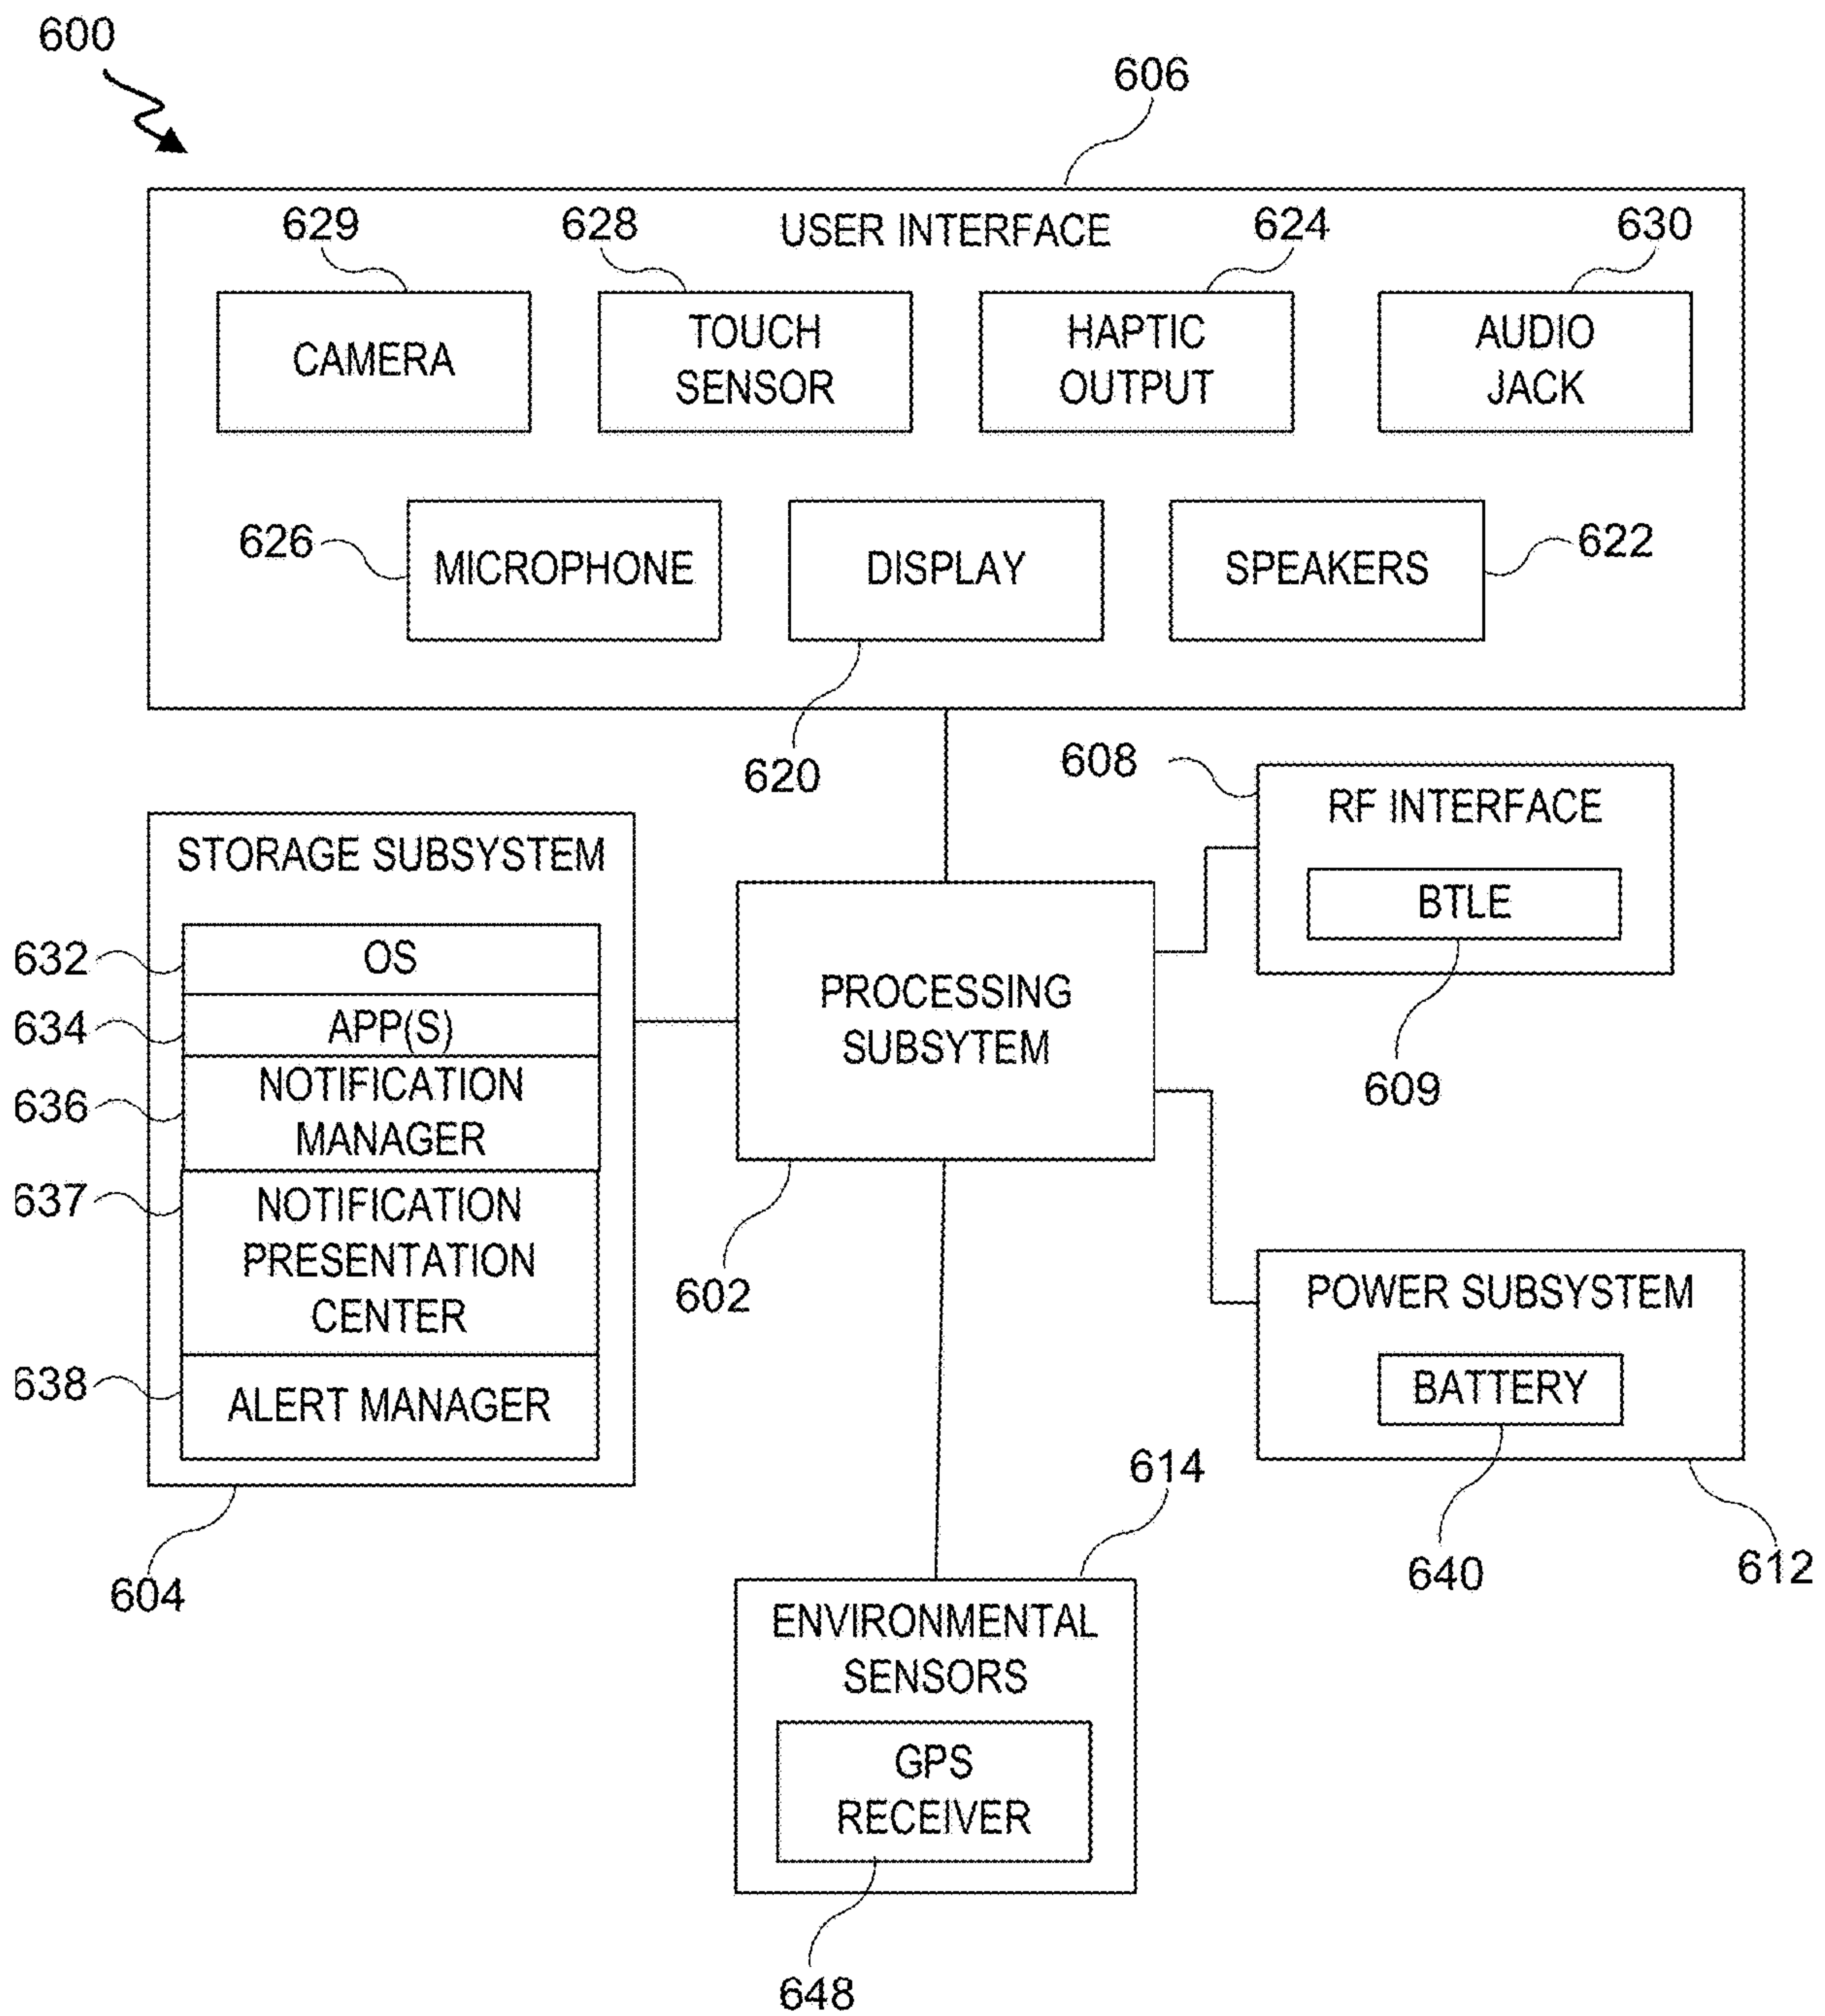 600
606
USER INTERFACE
629
628
624
630
CAMERA
TOUCH
SENSOR
HAPTIC
OUTPUT
AUDIO
JACK
626
MICROPHONE
DISPLAY
SPEAKERS
622
620
608
RF INTERFACE
BTLE
609
STORAGE SUBSYSTEM
632
OS
634
APP(S)
636
NOTIFICATION
MANAGER
637
NOTIFICATION
PRESENTATION
CENTER
638
ALERT MANAGER
604
PROCESSING
SUBSYTEM
602
POWER SUBSYSTEM
BATTERY
640
612
614
ENVIRONMENTAL
SENSORS
GPS
RECEIVER
648